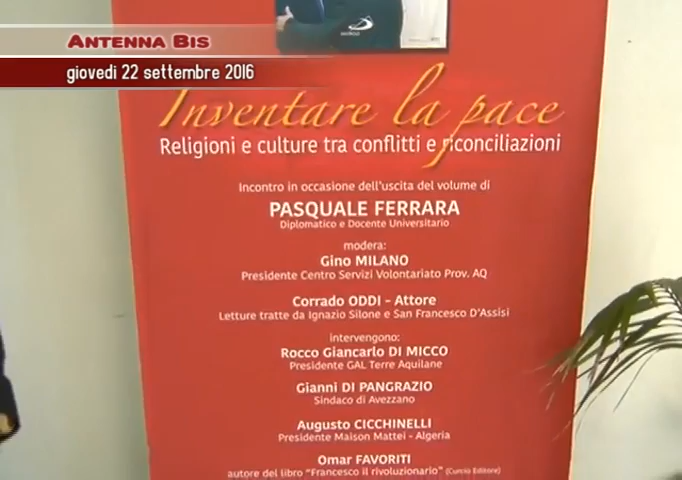 ANTENNA BIS
giovedì 22 settembre 2016
Inventare la pace
Religioni e culture tra conflitti e riconciliazioni
Incontro in occasione dell'uscita del volume di
PASQUALE FERRARA
Diplomatico e Docente Universitario
modera:
Gino MILANO
Presidente Centro Servizi Volontariato Prov. AQ
Corrado ODDI - Attore
Letture tratte da Ignazio Silone e San Francesco D'Assisi
intervengono:
Rocco Giancarlo DI MICCO
Presidente GAL Terre Aquilane
Gianni DI PANGRAZIO
Sindaco di Avezzano
Augusto CICCHINELLI
Presidente Maison Mattei - Algeria
Omar FAVORITI
autore del libro "Francesco il rivoluzionario" (Curcio Editore)